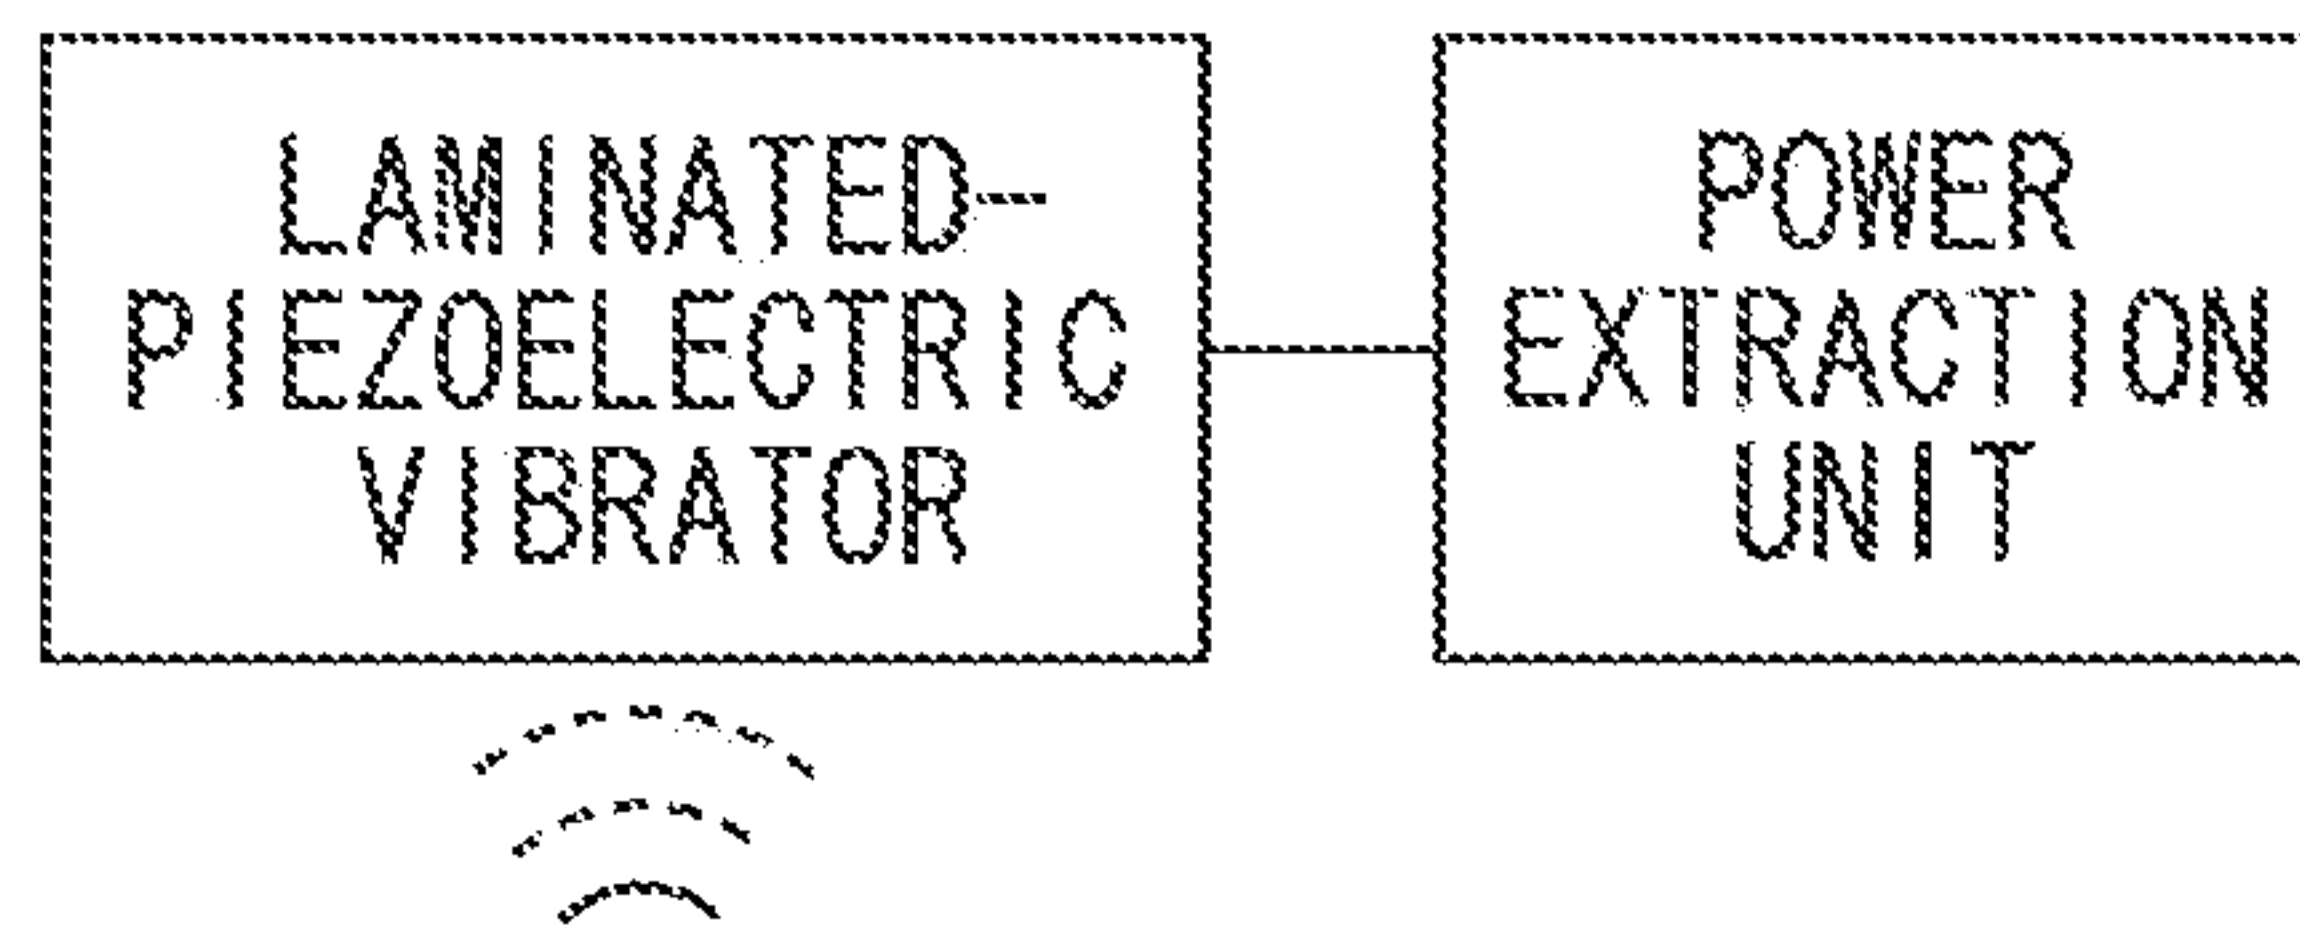 LAMINATED-
PIEZOELECTRIC
VIBRATOR
POWER
EXTRACTION
UNIT